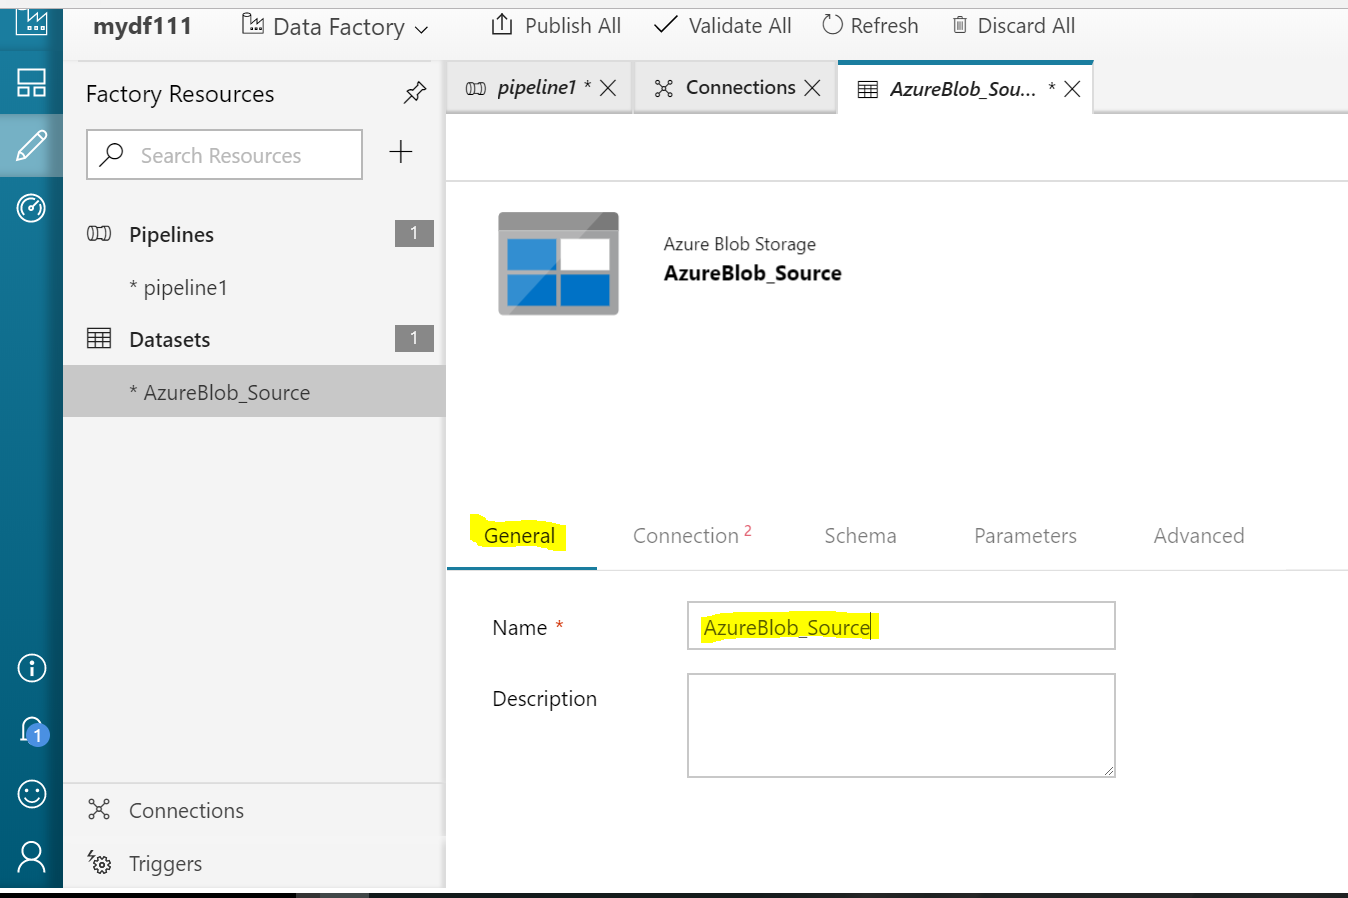 mydf111 Data Factory Publish All Validate All Refresh Discard All
Factory Resources
Search Resources
Pipelines 1
* pipeline1
Datasets 1
* AzureBlob_Source
Connections
Triggers
1
pipeline1 * Connections AzureBlob_Sou... *
Azure Blob Storage
AzureBlob_Source
General Connection 2 Schema Parameters Advanced
Name * AzureBlob_Source
Description